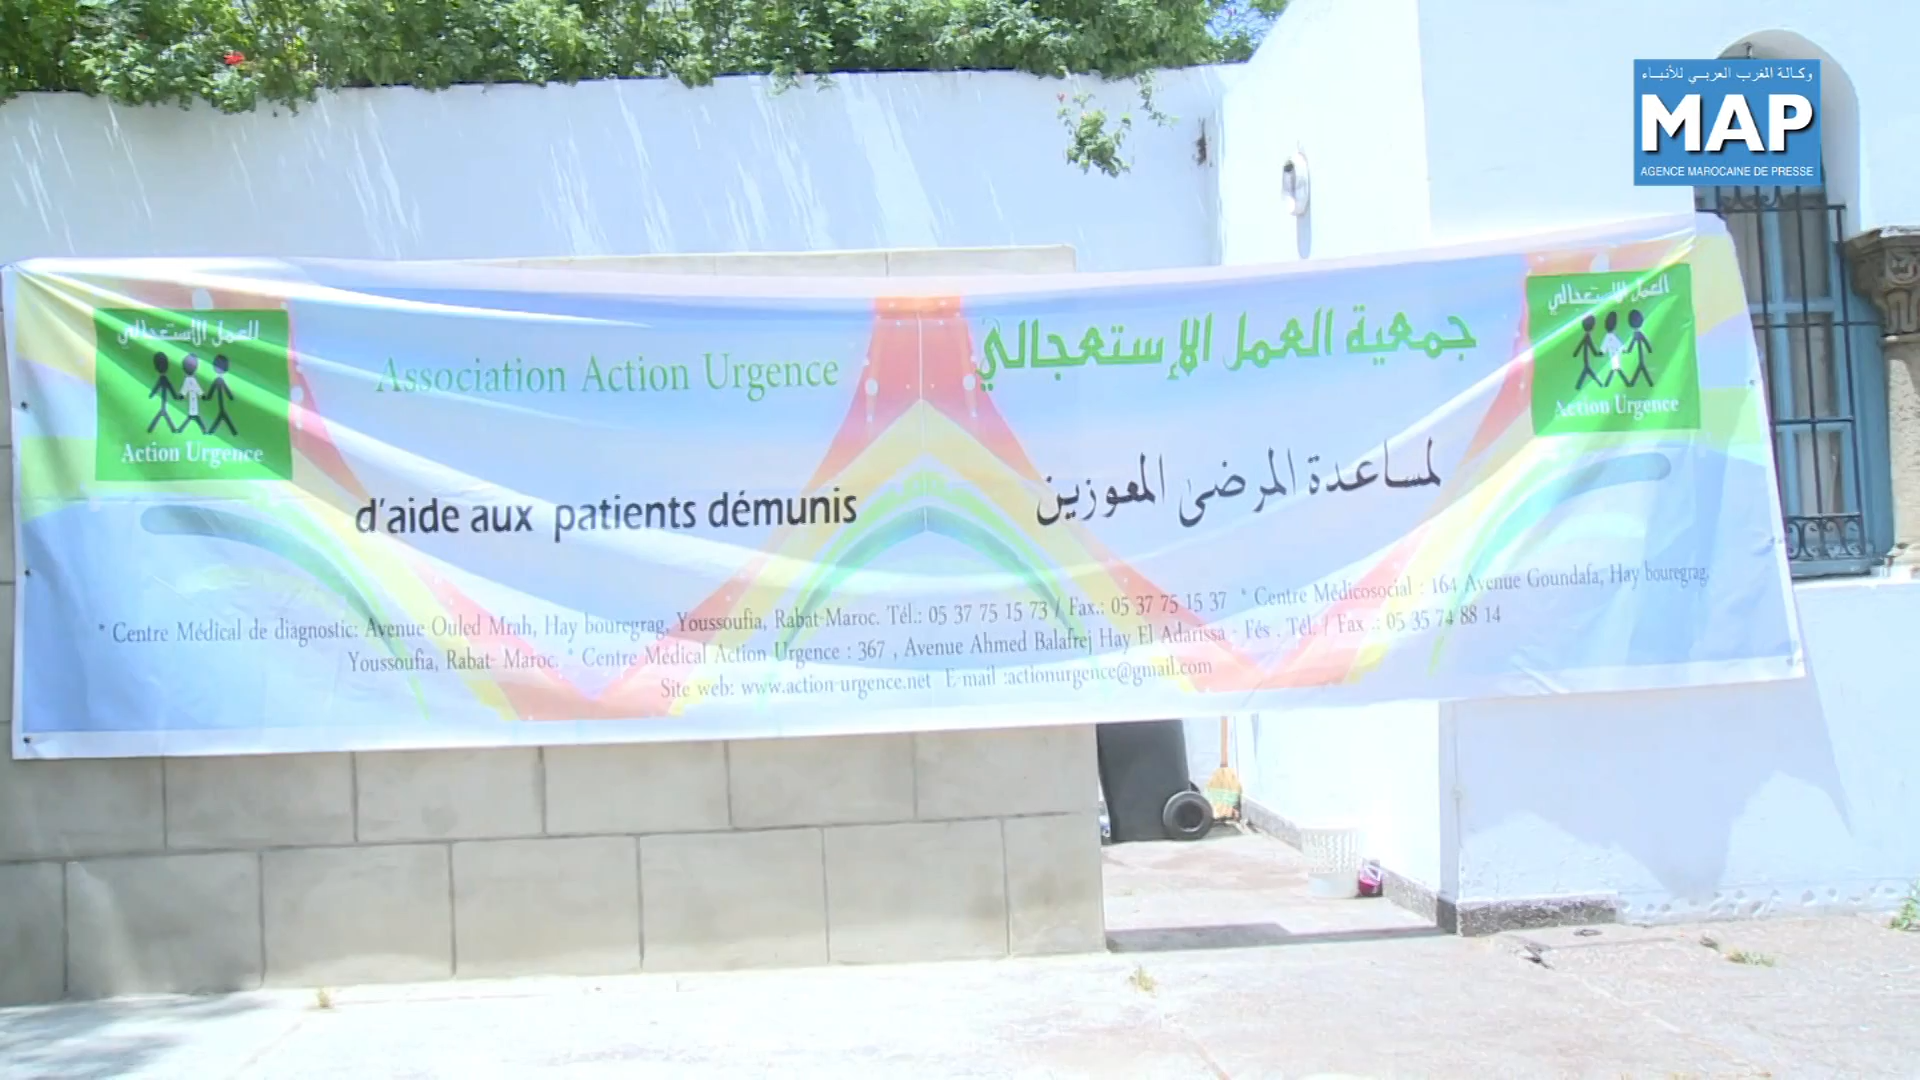 وكالة المغرب العربي للأنباء
MAP
AGENCE MAROCAINE DE PRESSE
العمل الإستعجالي
Action Urgence
Association Action Urgence
جمعية العمل الإستعجالي
العمل الإستعجالي
Action Urgence
d'aide aux patients démunis
لمساعدة المرضى المعوزين
* Centre Médical de diagnostic: Avenue Ouled Mrah, Hay bouregrag, Youssoufia, Rabat-Maroc. Tél.: 05 37 75 15 73 / Fax.: 05 37 75 15 37 * Centre Médicosocial : 164 Avenue Goundafa, Hay bouregrag,
Youssoufia, Rabat- Maroc. * Centre Médical Action Urgence : 367 , Avenue Ahmed Balafrej Hay El Adarissa - Fés . Tél. / Fax .: 05 35 74 88 14
Site web: www.action-urgence.net E-mail :actionurgence@gmail.com